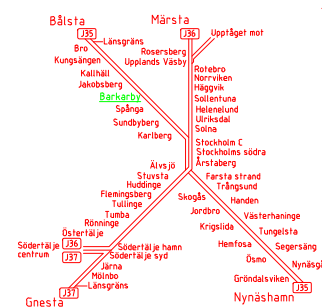 Bålsta
Märsta
J35
J36
Upptåget mot
Länsgräns
Bro
Kungsängen
Kallhäll
Jakobsberg
Barkarby
Spånga
Sundbyberg
Karlberg
Rosersberg
Upplands Väsby
Rotebro
Norrviken
Häggvik
Sollentuna
Helenelund
Ulriksdal
Solna
Stockholm C
Stockholms södra
Årstaberg
Älvsjö
Stuvsta
Huddinge
Flemingsberg
Tullinge
Tumba
Rönninge
Östertälje
Södertälje
centrum
J36
J37
Södertälje hamn
Södertälje syd
Järna
Mölnbo
Länsgräns
J37
Gnesta
Farsta strand
Trångsund
Skogås
Handen
Jordbro
Västerhaninge
Krigslida
Tungelsta
Hemfosa
Segersäng
Ösmo
Gröndalsviken
J35
Nynäshamn